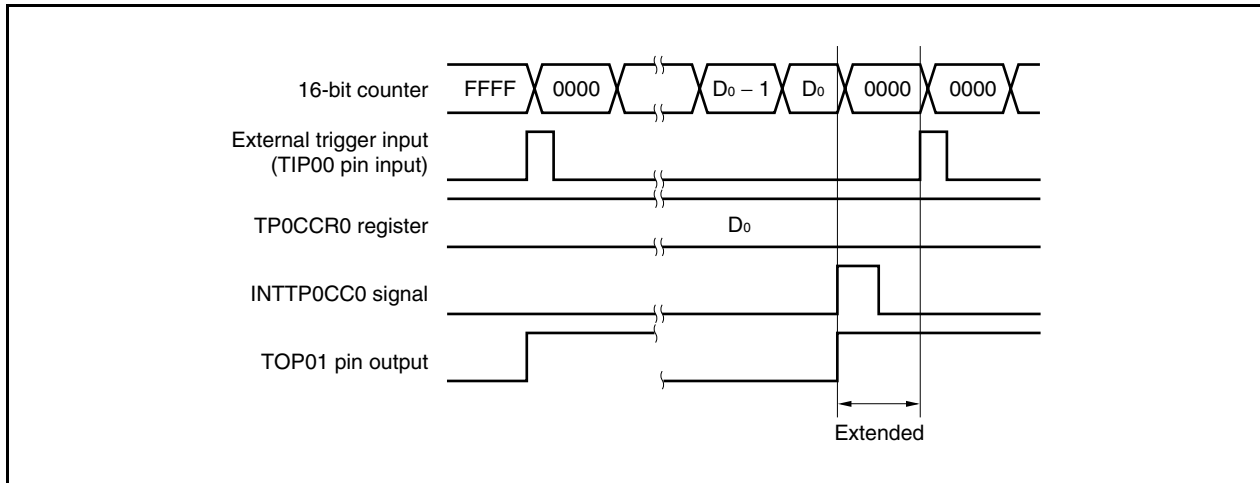 16-bit counter FFFF 0000 D0 − 1 D0 0000 0000
External trigger input
(TIP00 pin input)
TP0CCR0 register D0
INTTP0CC0 signal
TOP01 pin output
Extended